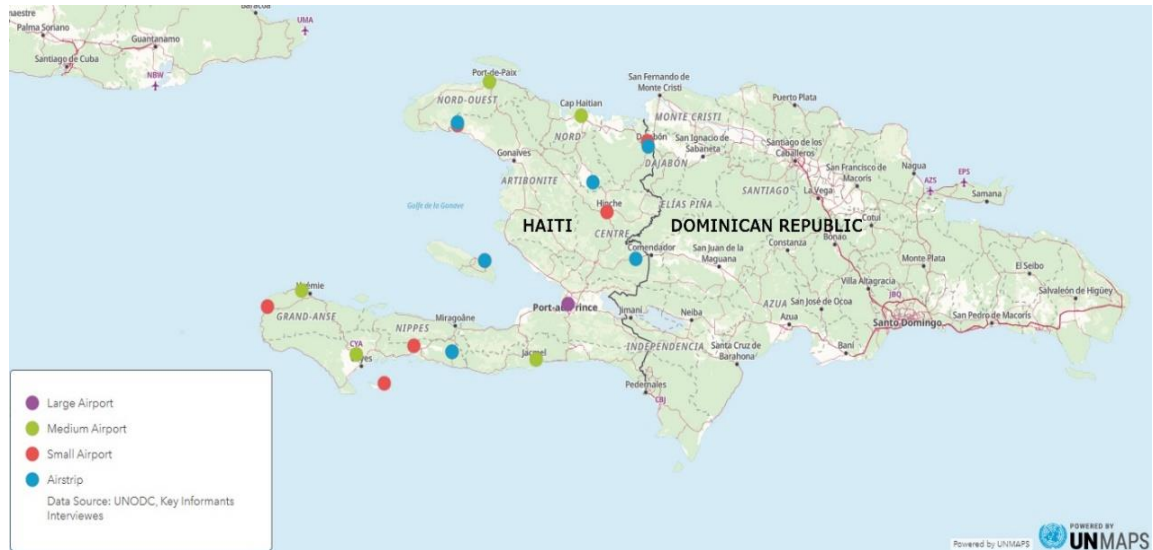 Baracoa
UMA
Palma Soriano
Guantanamo
Santiago de Cuba
NBW
Port-de-Paix
NORD-OUEST
Cap Haitian
NORD
San Fernando de
Monte Cristi
MONTE CRISTI
Puerto Plata
San Ignacio de
Sabaneta
DAJABÓN
Santiago de los
Caballeros
San Francisco de
Macorís
Nagua
AZS
EPS
Samana
Gonaïves
ARTIBONITE
Hinche
CENTRE
ELÍAS PIÑA
SANTIAGO
La Vega
Cotuí
Bonao
Golfe de la Gonave
HAITI
DOMINICAN REPUBLIC
Comendador
San Juan de la
Maguana
Constanza
Monte Plata
El Seibo
Salvaleón de Higüey
Villa Altagracia
JBQ
GRAND-ANSE
NIPPES
Miragoâne
Port-au-Prince
Jimani
Neiba
AZUA
San José de Ocoa
Azua
Baní
Santo Domingo
San Pedro de Macorís
CYA
Jacmel
INDEPENDENCIA
Santa Cruz de
Barahona
Pedernales
CBJ
Large Airport
Medium Airport
Small Airport
Airstrip
Data Source: UNODC, Key Informants
Interviewes
Powered by UNMAPS
POWERED BY
UNMAPS